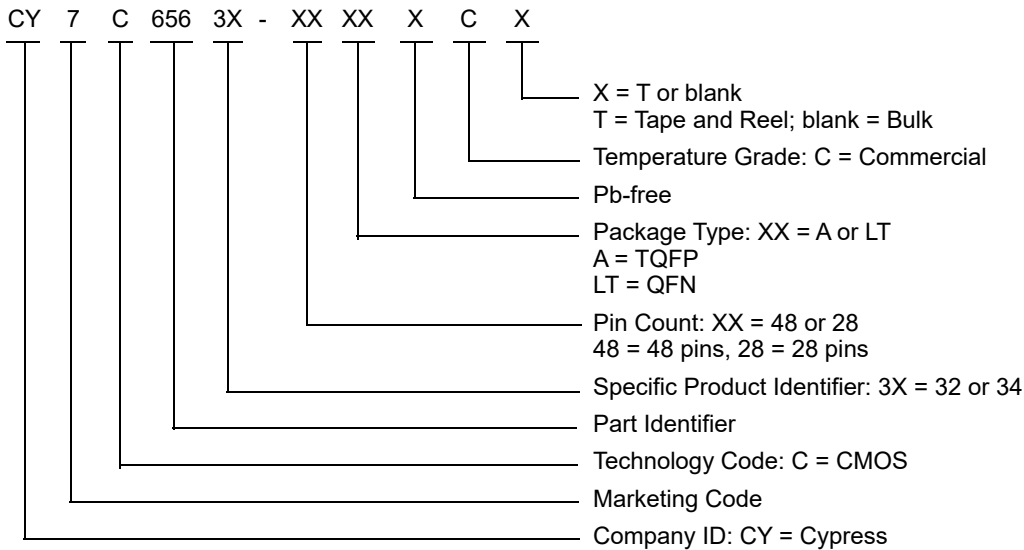 CY 7 C 656 3X - XX XX X C X
X = T or blank
T = Tape and Reel; blank = Bulk
Temperature Grade: C = Commercial
Pb-free
Package Type: XX = A or LT
A = TQFP
LT = QFN
Pin Count: XX = 48 or 28
48 = 48 pins, 28 = 28 pins
Specific Product Identifier: 3X = 32 or 34
Part Identifier
Technology Code: C = CMOS
Marketing Code
Company ID: CY = Cypress